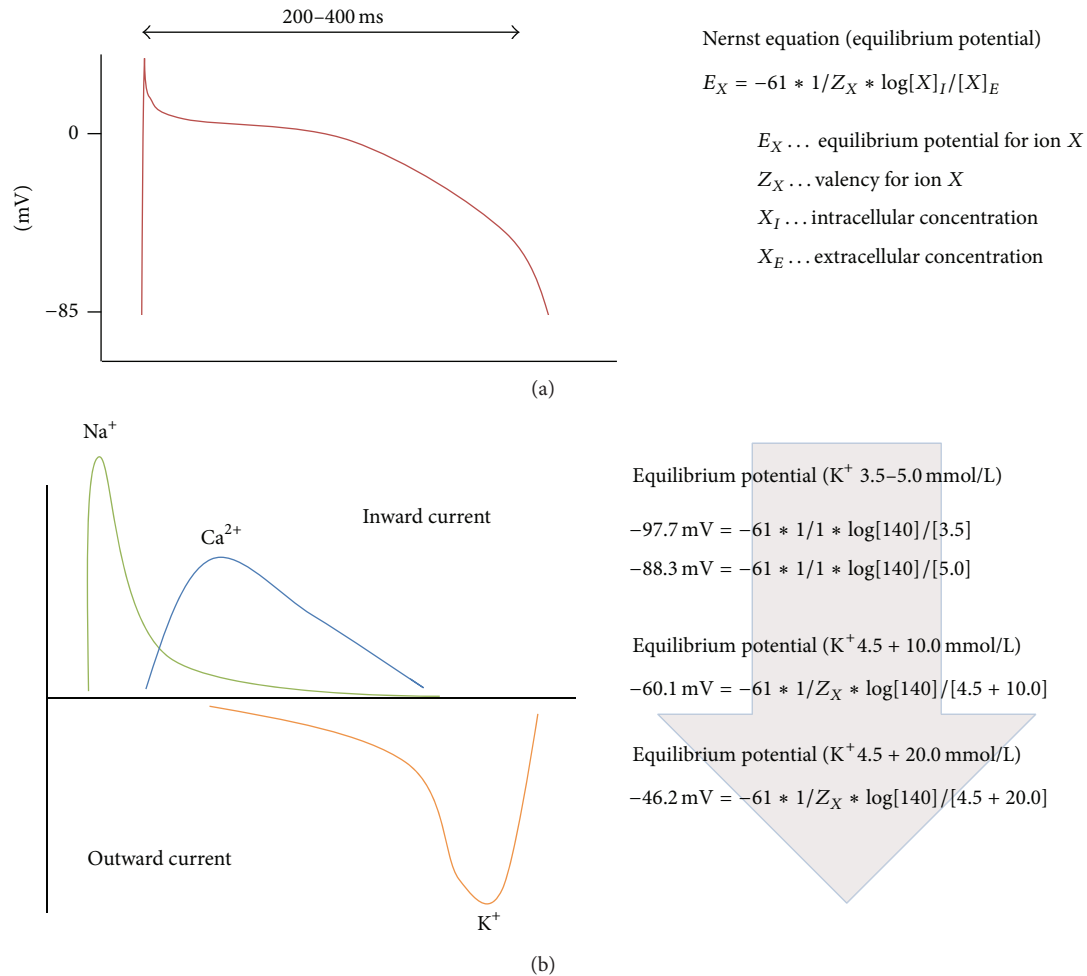 200–400 ms
0
−85
(mV)
Nernst equation (equilibrium potential)
E_X = −61 ∗ 1/Z_X ∗ log[X]_I/[X]_E
E_X … equilibrium potential for ion X
Z_X … valency for ion X
X_I … intracellular concentration
X_E … extracellular concentration
(a)
Na⁺
Ca²⁺
Inward current
Outward current
K⁺
Equilibrium potential (K⁺ 3.5–5.0 mmol/L)
−97.7 mV = −61 ∗ 1/1 ∗ log[140]/[3.5]
−88.3 mV = −61 ∗ 1/1 ∗ log[140]/[5.0]
Equilibrium potential (K⁺ 4.5 + 10.0 mmol/L)
−60.1 mV = −61 ∗ 1/Z_X ∗ log[140]/[4.5 + 10.0]
Equilibrium potential (K⁺ 4.5 + 20.0 mmol/L)
−46.2 mV = −61 ∗ 1/Z_X ∗ log[140]/[4.5 + 20.0]
(b)